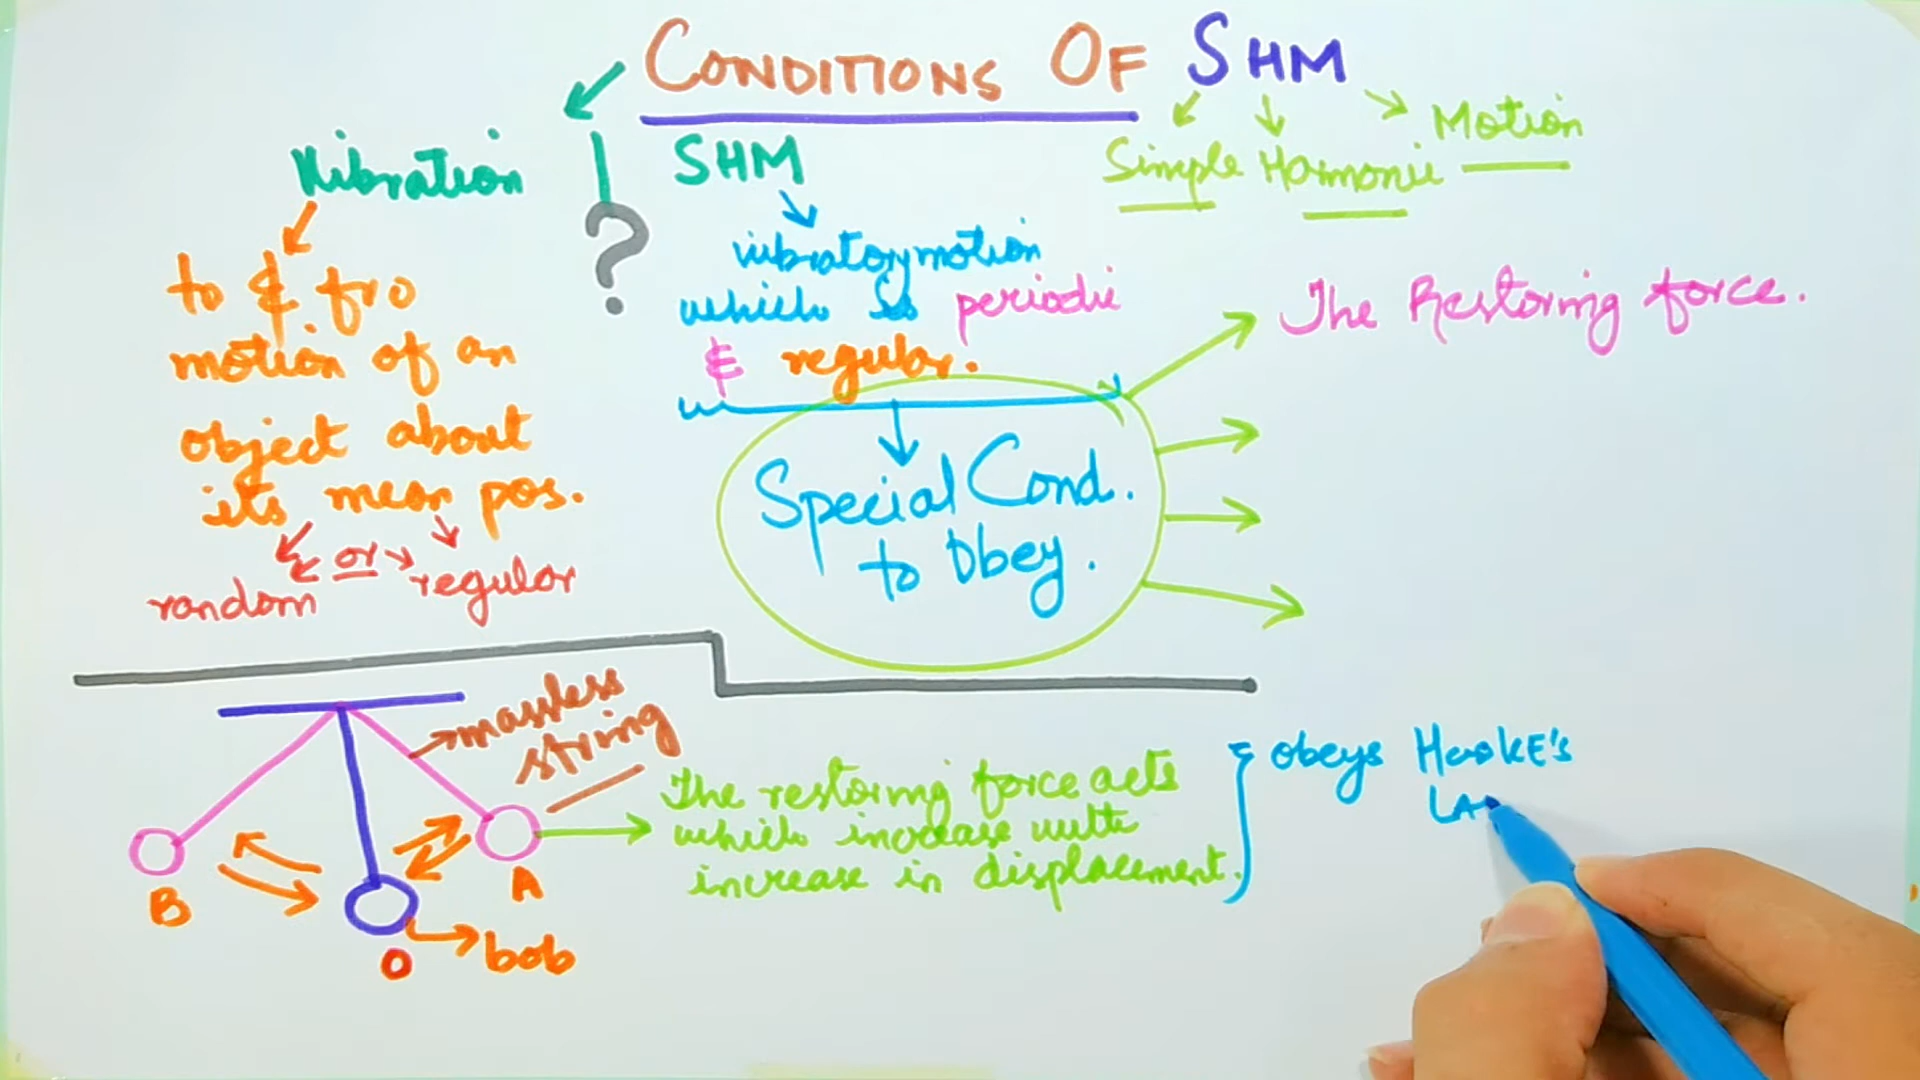 CONDITIONS OF SHM
Simple Harmonic Motion
Vibration
to & fro
motion of an
object about
its mean pos.
random or regular
?
SHM
vibratory motion
which is periodic
& regular.
Special Cond.
to Obey.
The Restoring force.
massless
string
B
A
O
bob
The restoring force acts
which increase with
increase in displacement.
obeys HooKE's
LA